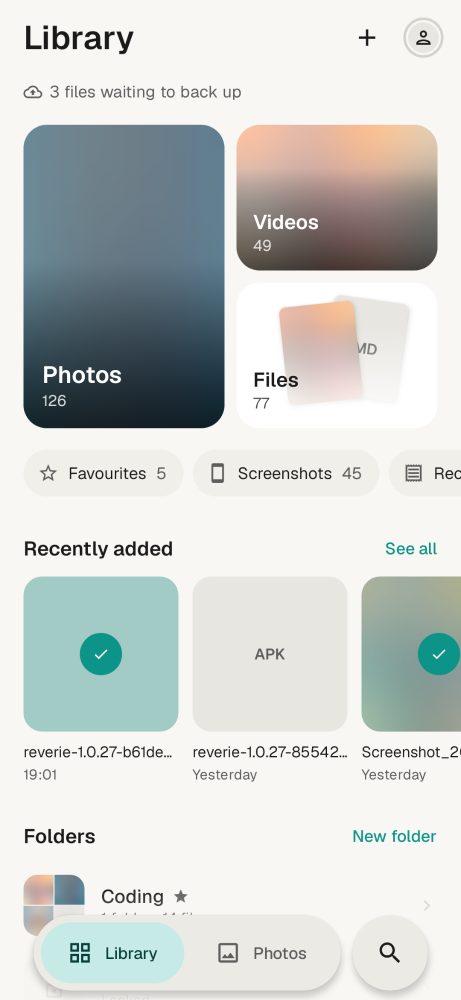 Library
3 files waiting to back up
Photos
126
Videos
49
MD
Files
77
Favourites 5
Screenshots 45
Rec
Recently added
See all
APK
reverie-1.0.27-b61de...
19:01
reverie-1.0.27-85542...
Yesterday
Screenshot_20
Yesterday
Folders
New folder
Coding
Locked
Library
Photos